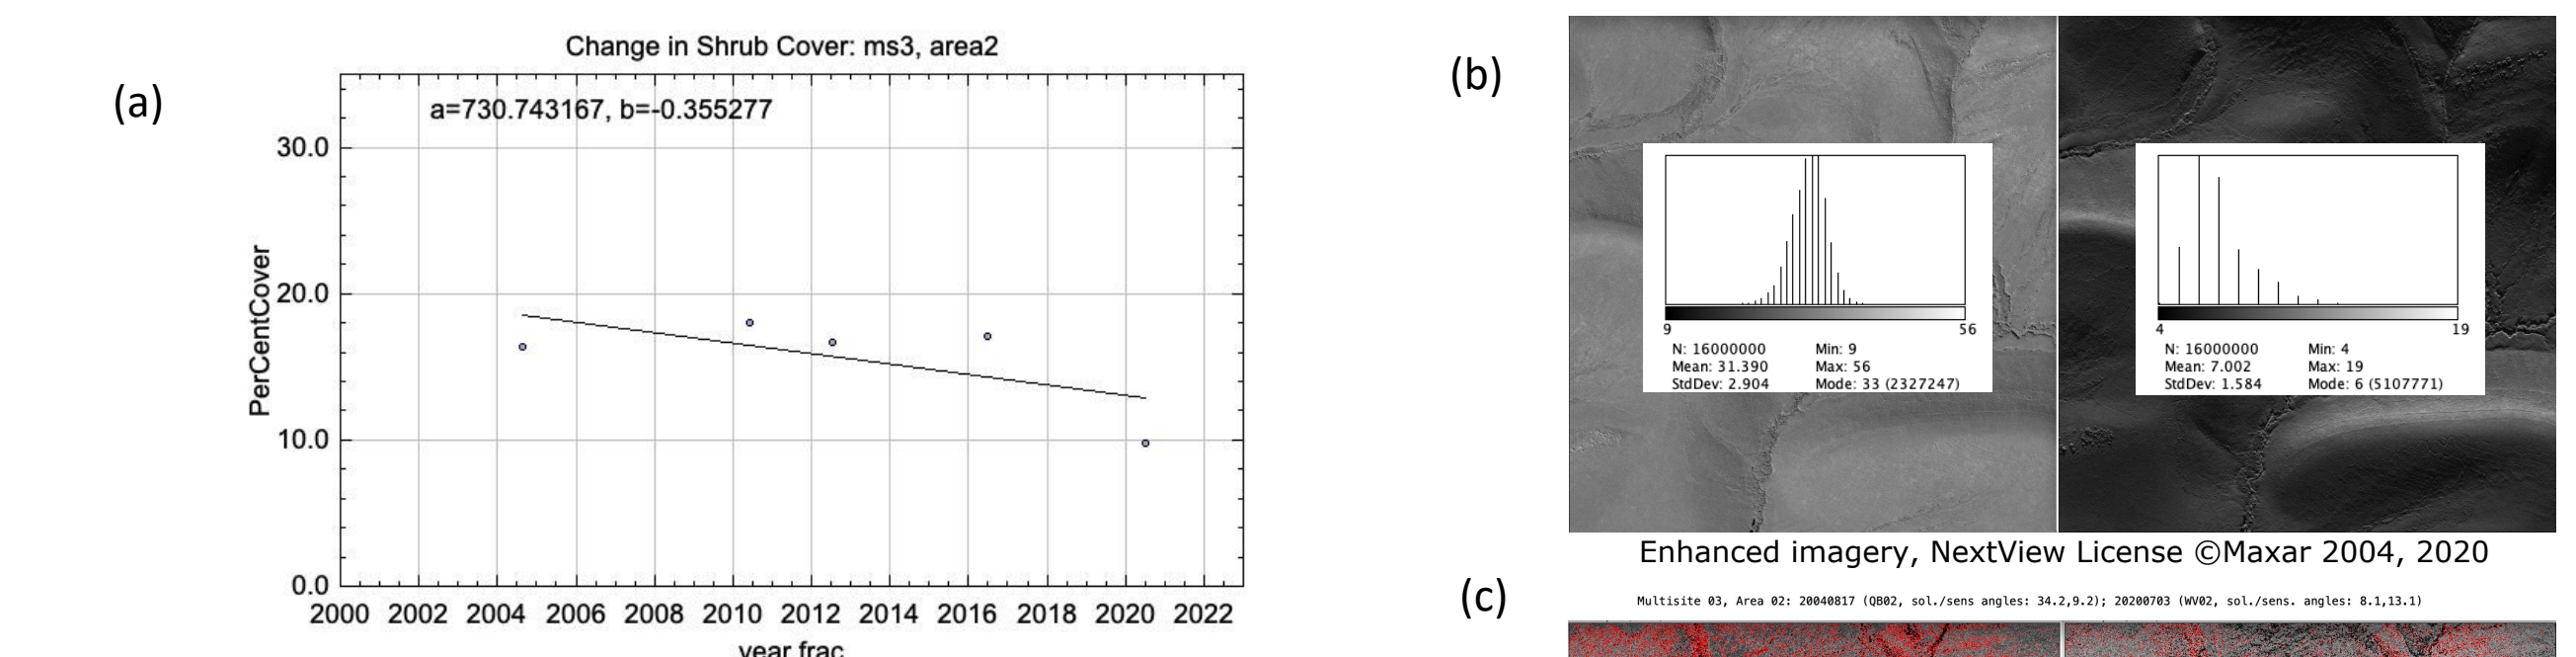 (a)
Change in Shrub Cover: ms3, area2
a=730.743167, b=-0.355277
PerCentCover
30.0
20.0
10.0
0.0
2000 2002 2004 2006 2008 2010 2012 2014 2016 2018 2020 2022
year frac
(b)
9 56
N: 16000000 Min: 9
Mean: 31.390 Max: 56
StdDev: 2.904 Mode: 33 (2327247)
4 19
N: 16000000 Min: 4
Mean: 7.002 Max: 19
StdDev: 1.584 Mode: 6 (5107771)
Enhanced imagery, NextView License ©Maxar 2004, 2020
(c)
Multisite 03, Area 02: 20040817 (QB02, sol./sens angles: 34.2,9.2); 20200703 (WV02, sol./sens. angles: 8.1,13.1)